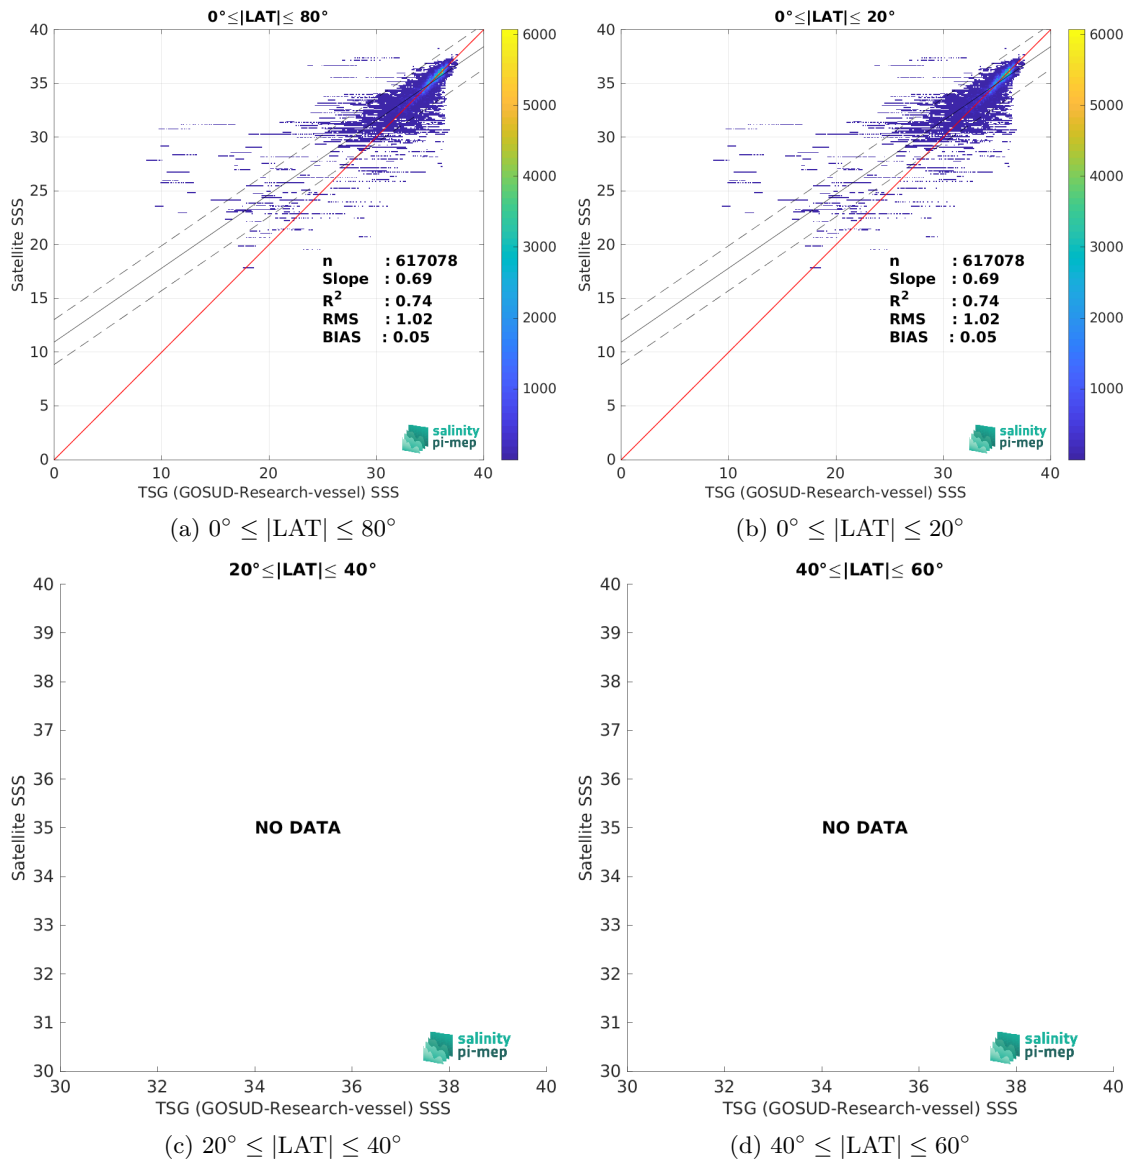 0°≤|LAT|≤ 80°
40
35
30
25
20
15
10
5
0
0
10
20
30
40
Satellite SSS
TSG (GOSUD-Research-vessel) SSS
n : 617078
Slope : 0.69
R² : 0.74
RMS : 1.02
BIAS : 0.05
salinity
pi-mep
6000
5000
4000
3000
2000
1000
(a) 0° ≤ |LAT| ≤ 80°
0°≤|LAT|≤ 20°
40
35
30
25
20
15
10
5
0
0
10
20
30
40
Satellite SSS
TSG (GOSUD-Research-vessel) SSS
n : 617078
Slope : 0.69
R² : 0.74
RMS : 1.02
BIAS : 0.05
salinity
pi-mep
6000
5000
4000
3000
2000
1000
(b) 0° ≤ |LAT| ≤ 20°
20°≤|LAT|≤ 40°
40
39
38
37
36
35
34
33
32
31
30
30
32
34
36
38
40
Satellite SSS
NO DATA
salinity
pi-mep
TSG (GOSUD-Research-vessel) SSS
(c) 20° ≤ |LAT| ≤ 40°
40°≤|LAT|≤ 60°
40
39
38
37
36
35
34
33
32
31
30
30
32
34
36
38
40
Satellite SSS
NO DATA
salinity
pi-mep
TSG (GOSUD-Research-vessel) SSS
(d) 40° ≤ |LAT| ≤ 60°